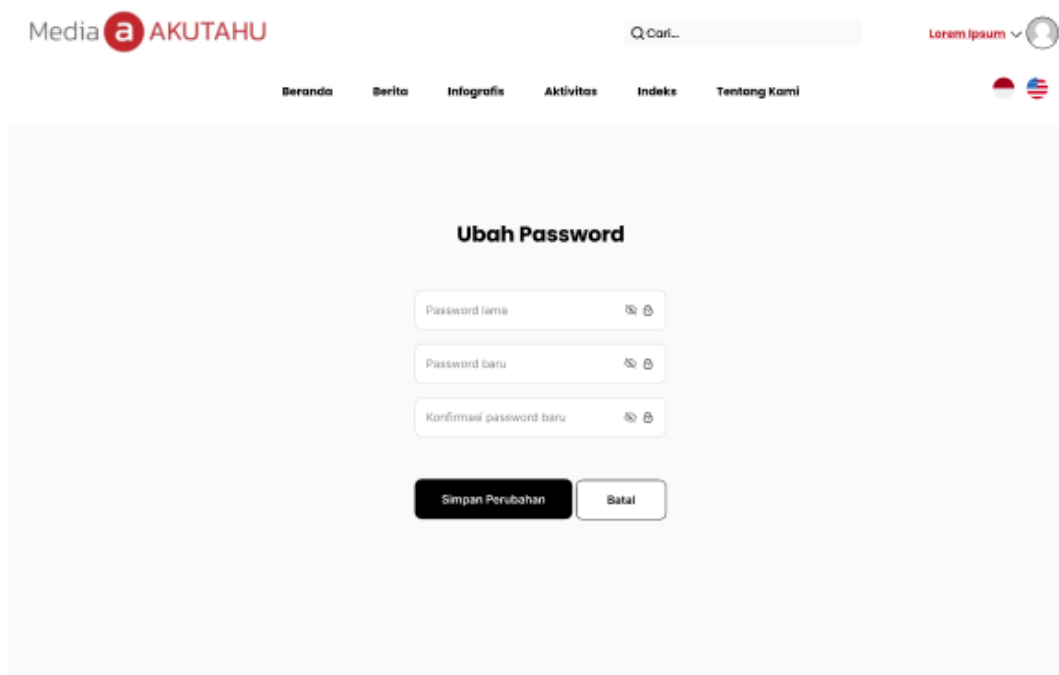 Media a AKUTAHU
Cari...
Lorem Ipsum
Beranda Berita Infografis Aktivitas Indeks Tentang Kami
Ubah Password
Password lama
Password baru
Konfirmasi password baru
Simpan Perubahan Batal